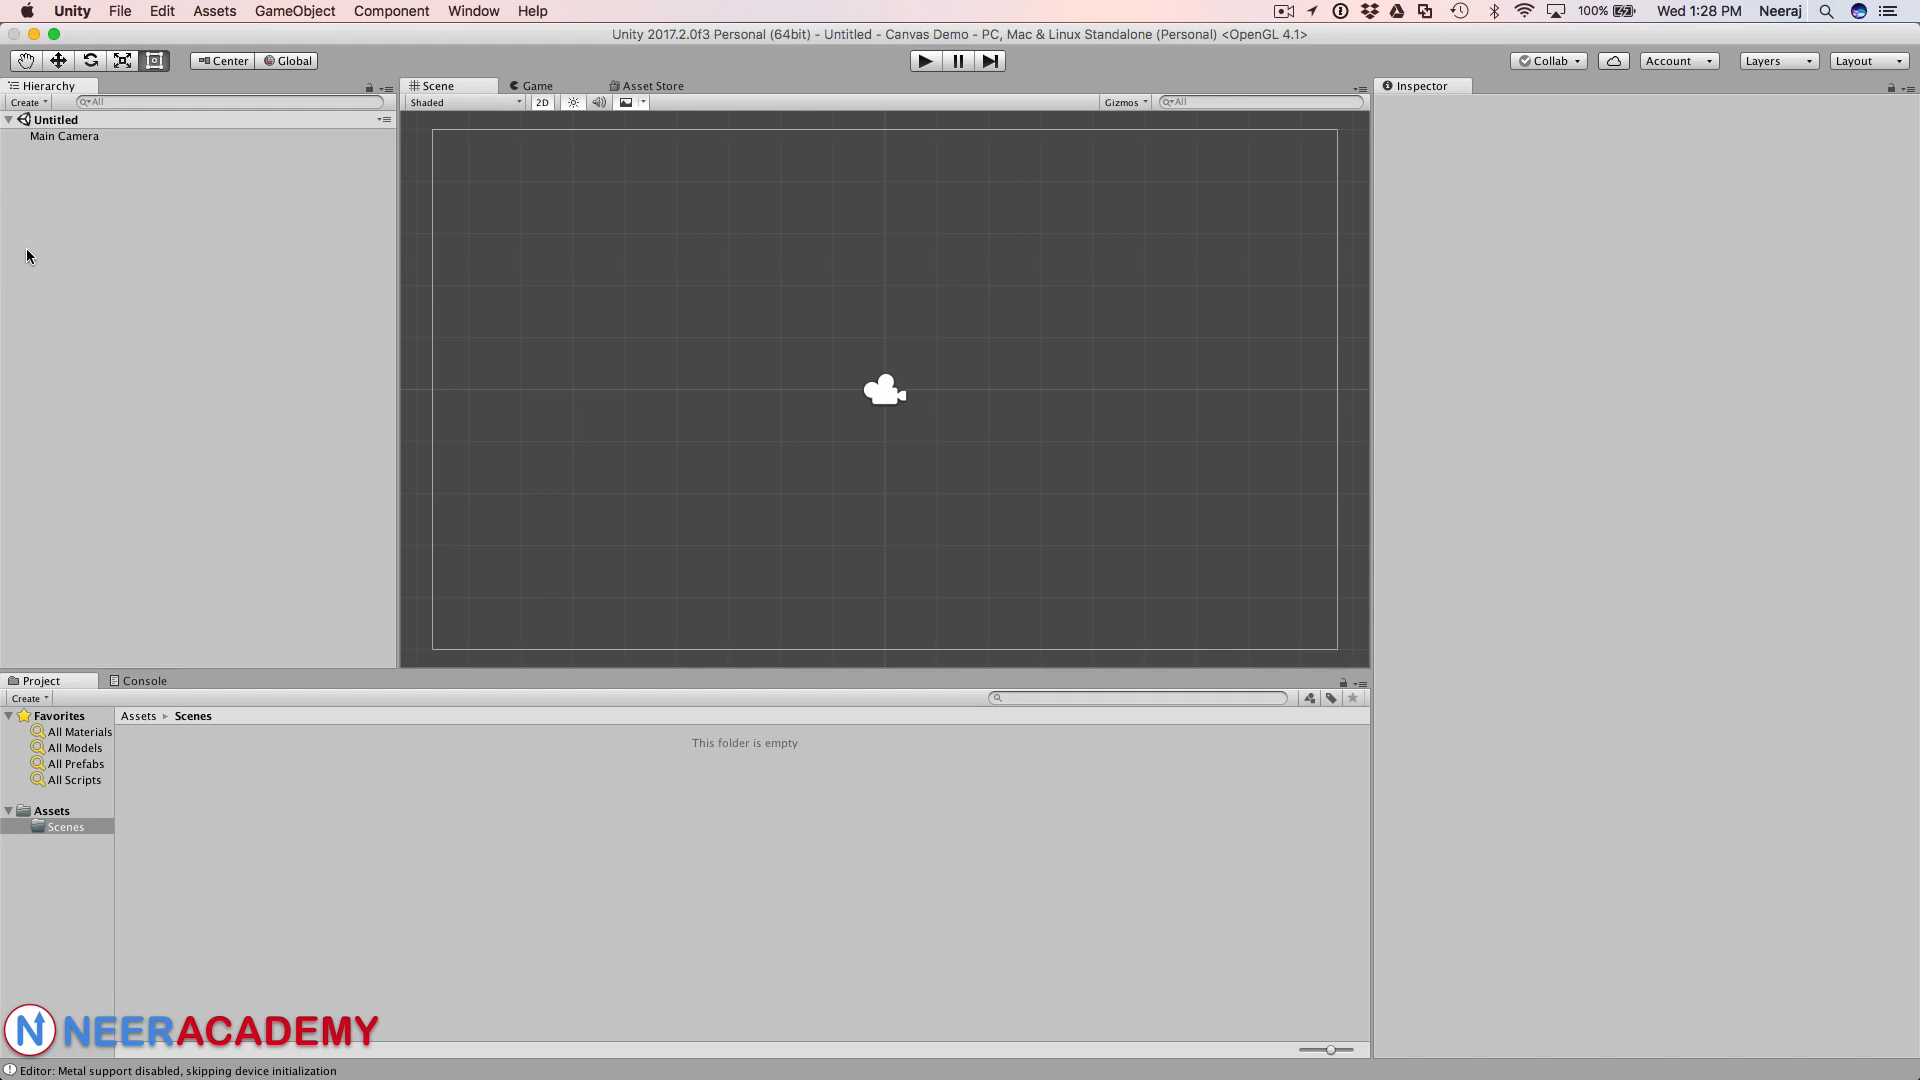 Unity File Edit Assets GameObject Component Window Help 100% Wed 1:28 PM Neeraj
Unity 2017.2.0f3 Personal (64bit) - Untitled - Canvas Demo - PC, Mac & Linux Standalone (Personal) <OpenGL 4.1>
Center Global Collab Account Layers Layout
Hierarchy Scene Game Asset Store Inspector
Create All Shaded 2D Gizmos All
Untitled
Main Camera
Project Console
Create
Favorites Assets Scenes
All Materials
All Models This folder is empty
All Prefabs
All Scripts
Assets
Scenes
N NEERACADEMY
Editor: Metal support disabled, skipping device initialization